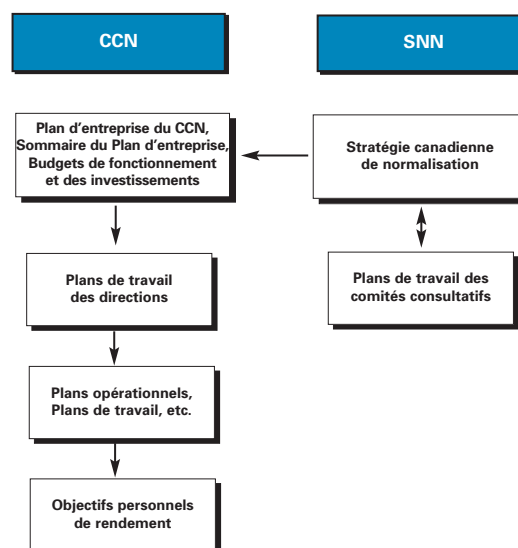 CCN
SNN
Plan d'entreprise du CCN,
Sommaire du Plan d'entreprise,
Budgets de fonctionnement
et des investissements
Stratégie canadienne
de normalisation
Plans de travail
des directions
Plans de travail des
comités consultatifs
Plans opérationnels,
Plans de travail, etc.
Objectifs personnels
de rendement